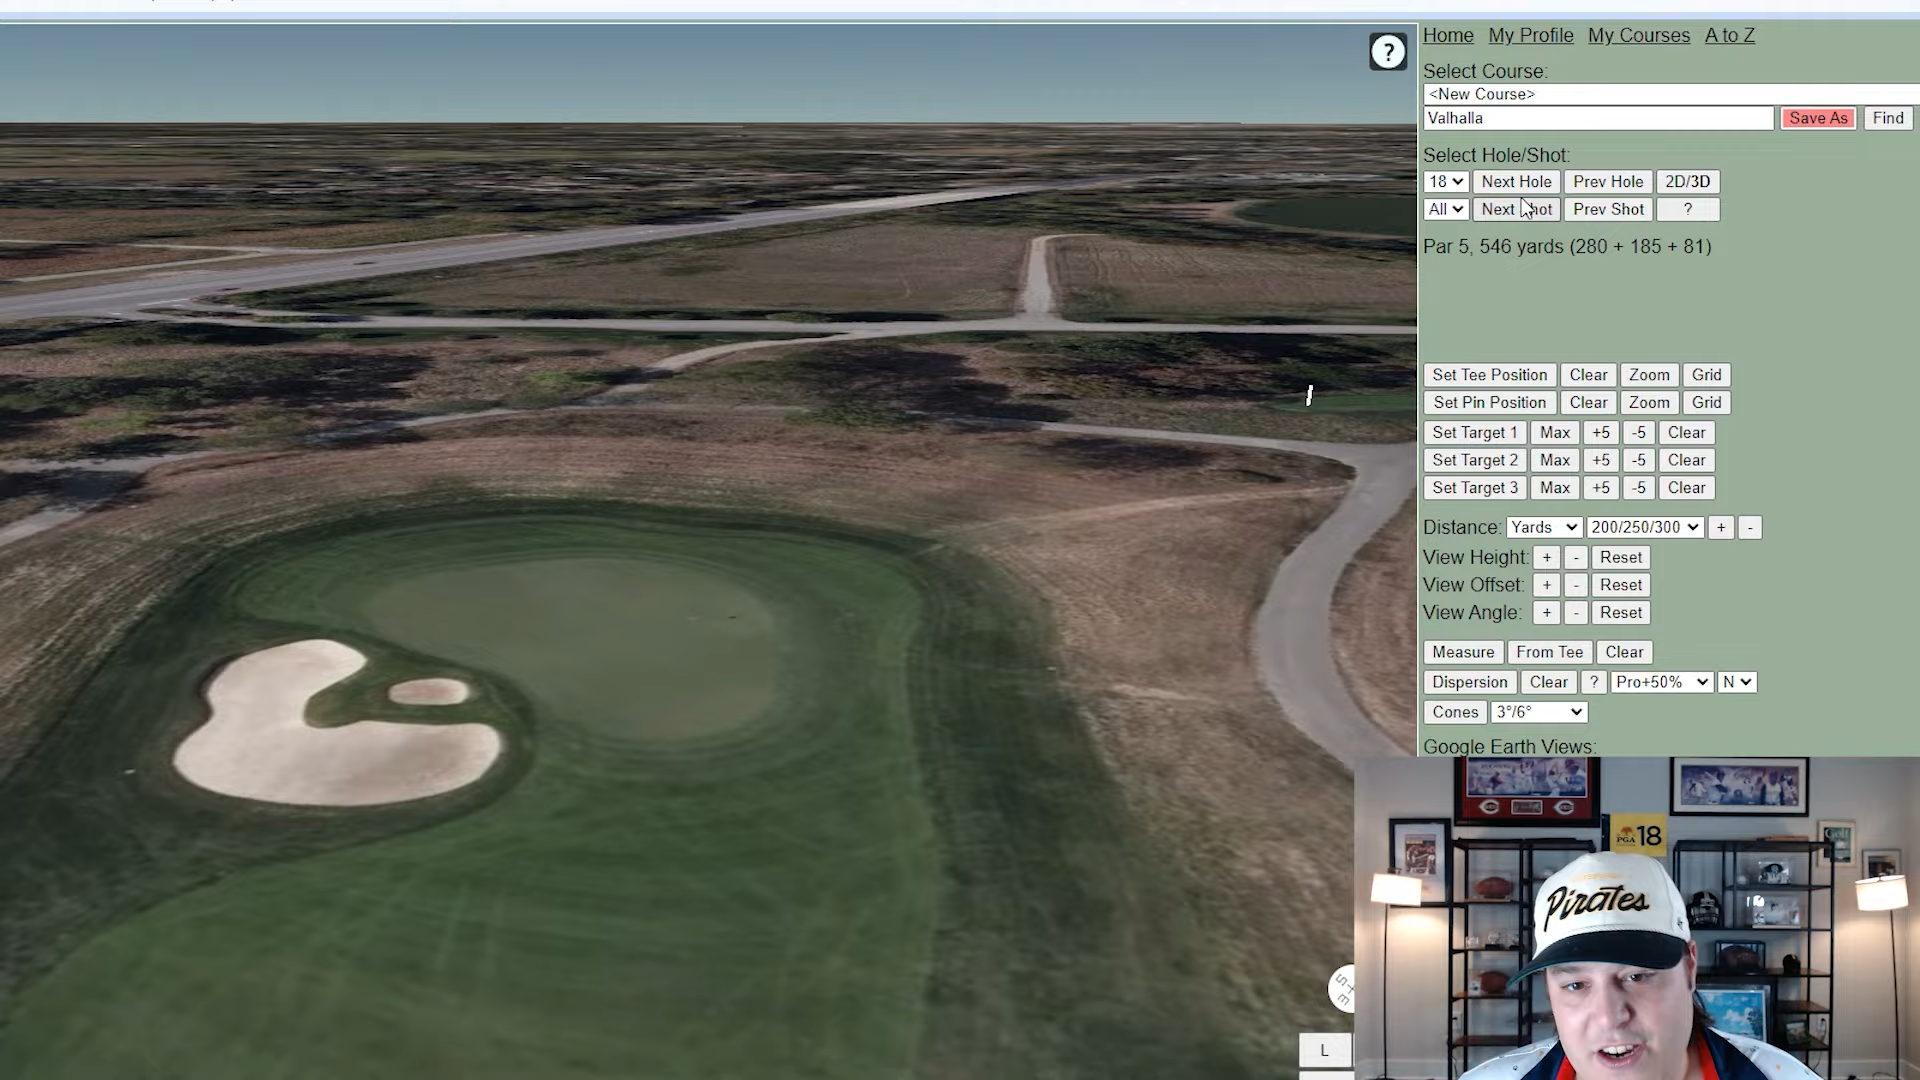 ?
Home My Profile My Courses A to Z
Select Course:
<New Course>
Valhalla Save As Find
Select Hole/Shot:
18 Next Hole Prev Hole 2D/3D
All Next Shot Prev Shot ?
Par 5, 546 yards (280 + 185 + 81)
Set Tee Position Clear Zoom Grid
Set Pin Position Clear Zoom Grid
Set Target 1 Max +5 -5 Clear
Set Target 2 Max +5 -5 Clear
Set Target 3 Max +5 -5 Clear
Distance: Yards 200/250/300 + -
View Height: + - Reset
View Offset: + - Reset
View Angle: + - Reset
Measure From Tee Clear
Dispersion Clear ? Pro+50% N
Cones 3°/6°
Google Earth Views:
PGA 18
Golf
Pirates
L